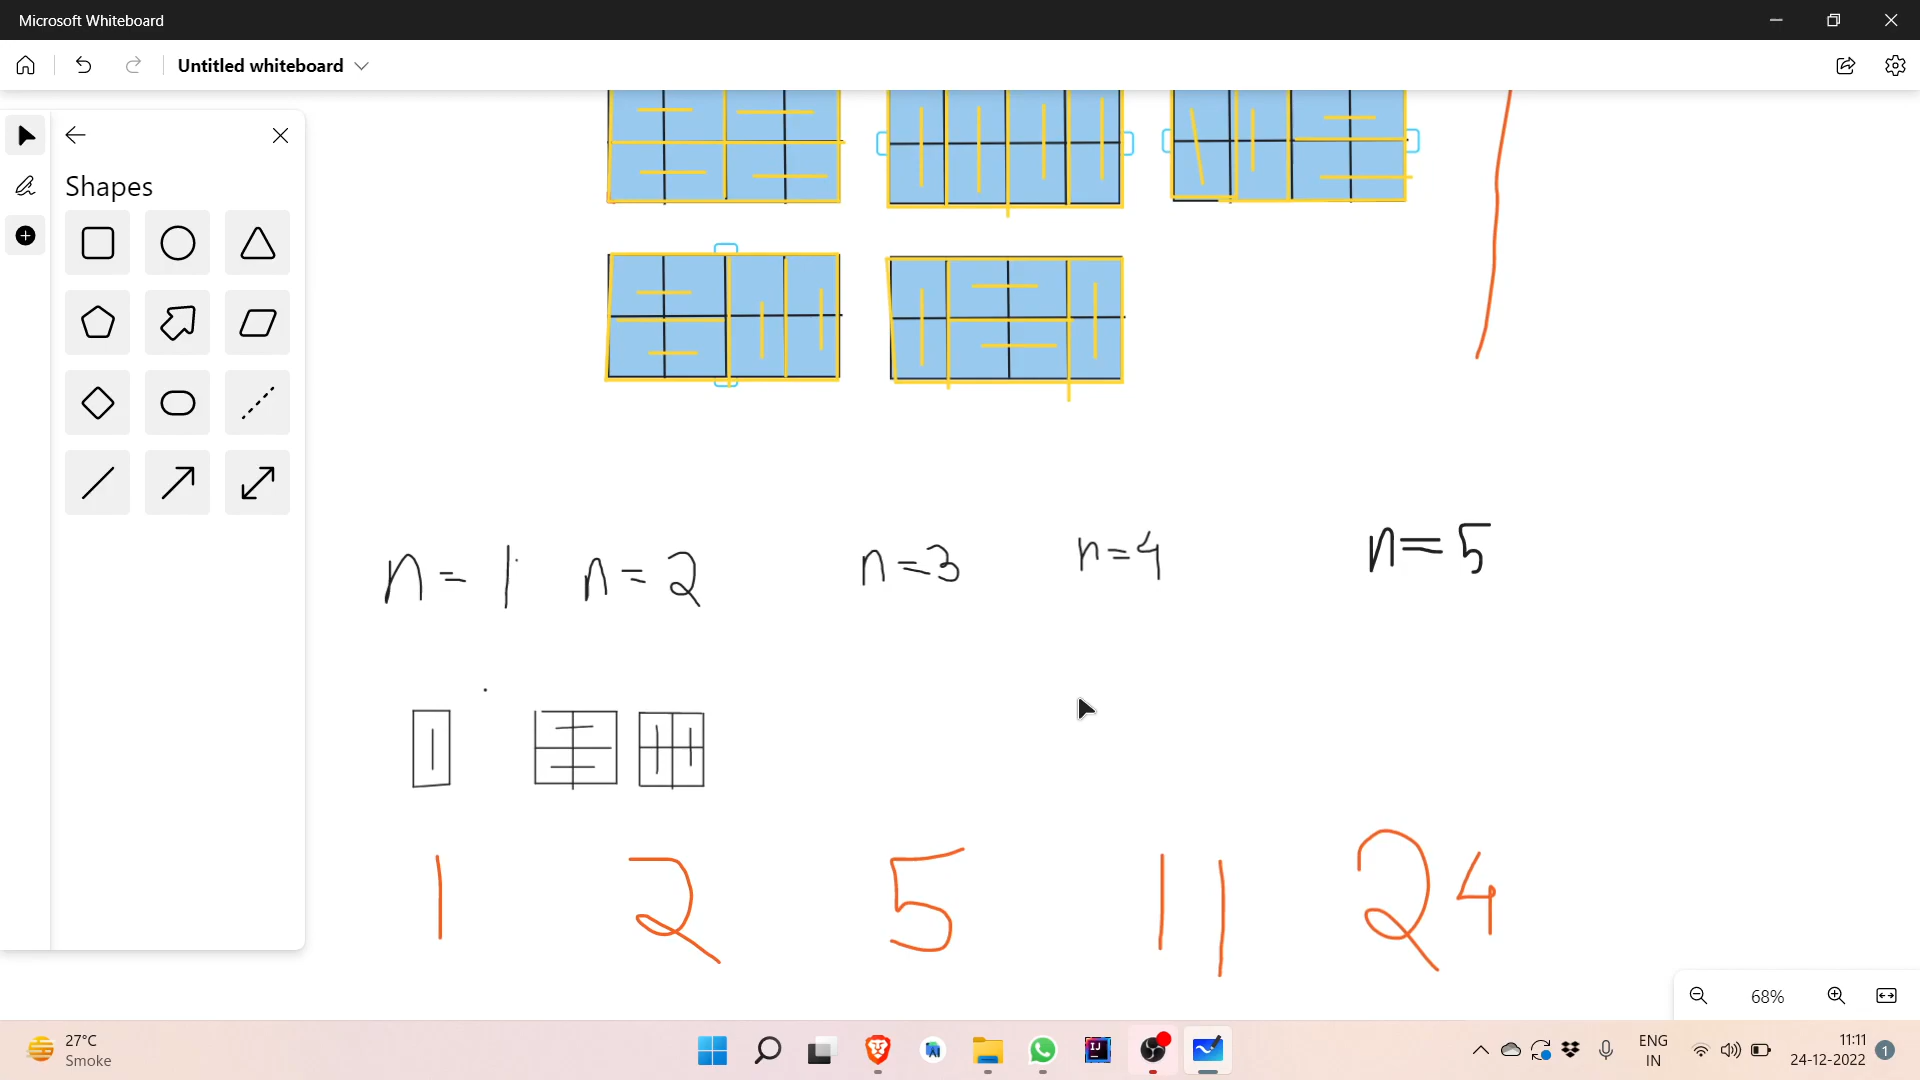 Microsoft Whiteboard
Untitled whiteboard
Shapes
n = 1 n = 2 n = 3 n = 4 n = 5
1 2 5 11 24
68%
27°C
Smoke
ENG
IN
11:11
24-12-2022
1